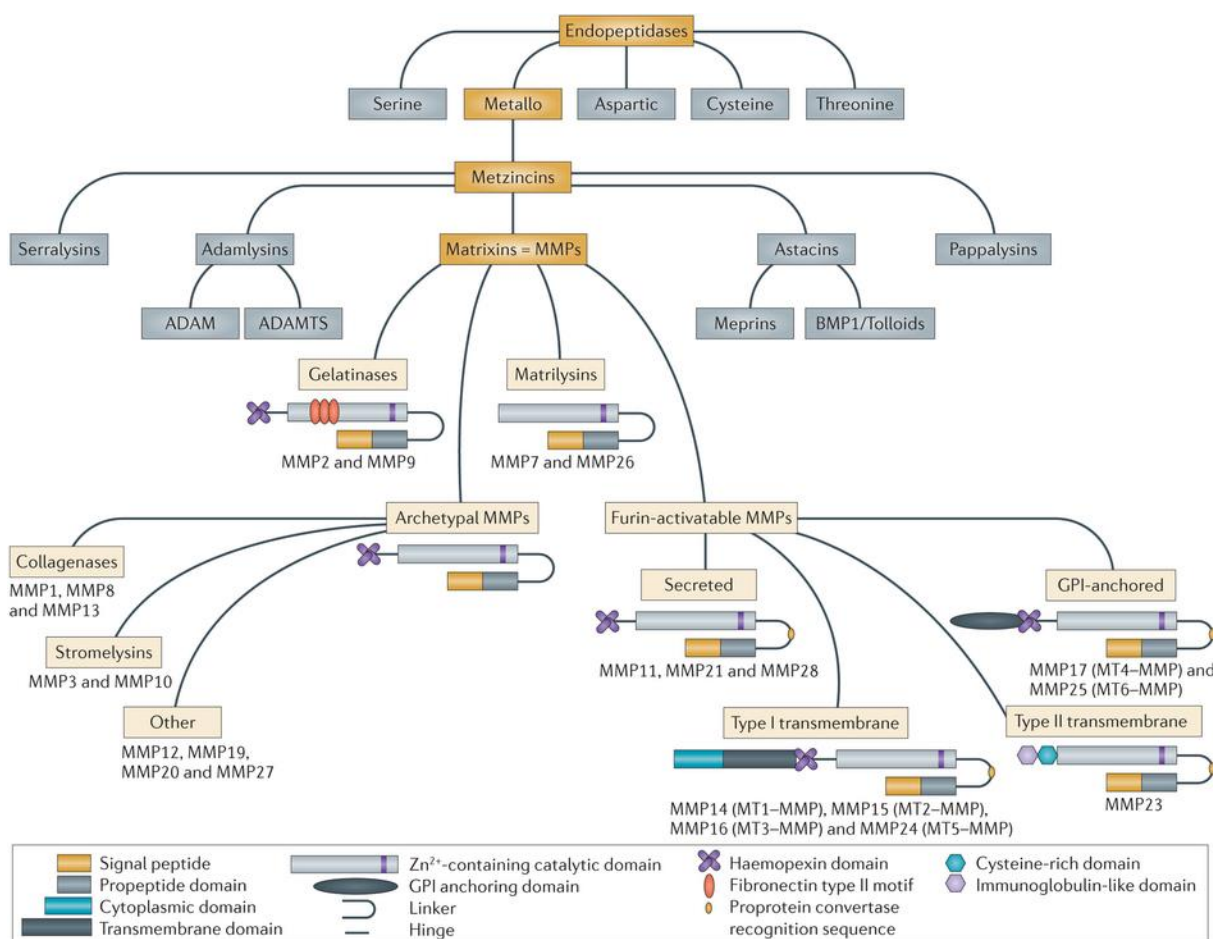 Endopeptidases
Serine
Metallo
Aspartic
Cysteine
Threonine
Metzincins
Serralysins
Adamlysins
Matrixins = MMPs
Astacins
Pappalysins
ADAM
ADAMTS
Meprins
BMP1/Tolloids
Gelatinases
MMP2 and MMP9
Matrilysins
MMP7 and MMP26
Archetypal MMPs
Furin-activatable MMPs
Collagenases
MMP1, MMP8
and MMP13
Stromelysins
MMP3 and MMP10
Other
MMP12, MMP19,
MMP20 and MMP27
Secreted
MMP11, MMP21 and MMP28
GPI-anchored
MMP17 (MT4–MMP) and
MMP25 (MT6–MMP)
Type I transmembrane
MMP14 (MT1–MMP), MMP15 (MT2–MMP),
MMP16 (MT3–MMP) and MMP24 (MT5–MMP)
Type II transmembrane
MMP23
Signal peptide
Propeptide domain
Cytoplasmic domain
Transmembrane domain
Zn²⁺-containing catalytic domain
GPI anchoring domain
Linker
Hinge
Haemopexin domain
Fibronectin type II motif
Proprotein convertase
recognition sequence
Cysteine-rich domain
Immunoglobulin-like domain